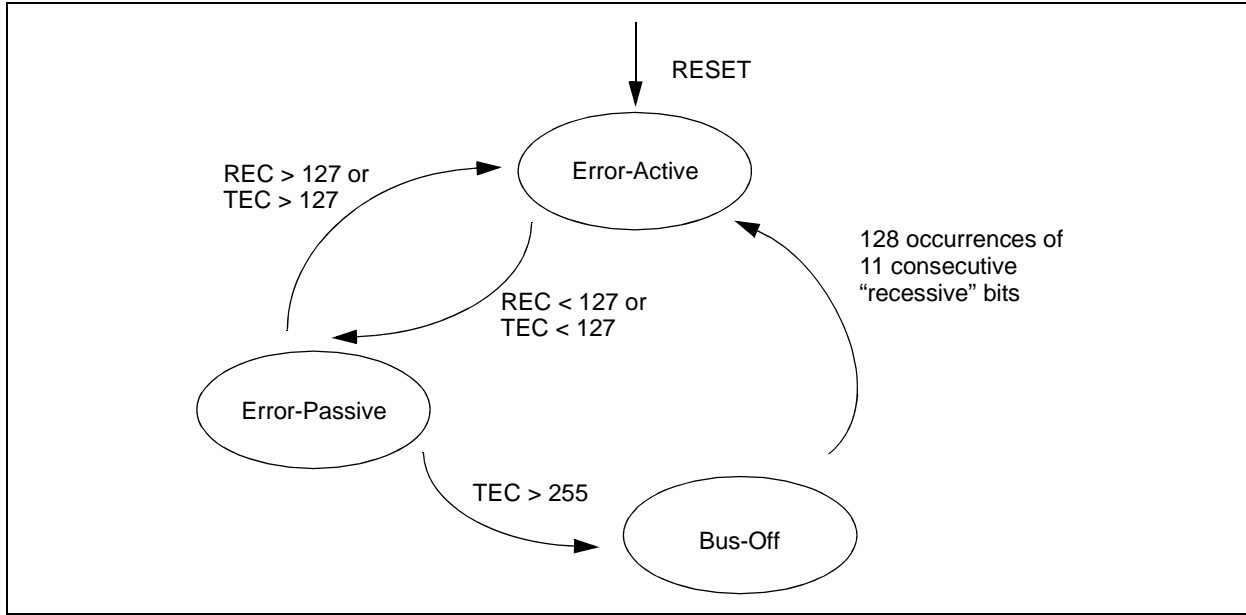 RESET
Error-Active
REC > 127 or
TEC > 127
128 occurrences of
11 consecutive
“recessive” bits
REC < 127 or
TEC < 127
Error-Passive
TEC > 255
Bus-Off